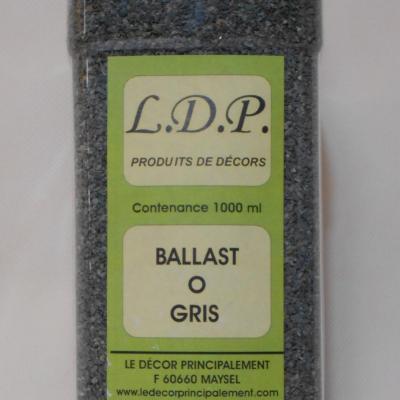 L.D.P.
PRODUITS DE DÉCORS
Contenance 1000 ml
BALLAST
O
GRIS
LE DÉCOR PRINCIPALEMENT
F 60660 MAYSEL
www.ledecorprincipalement.com